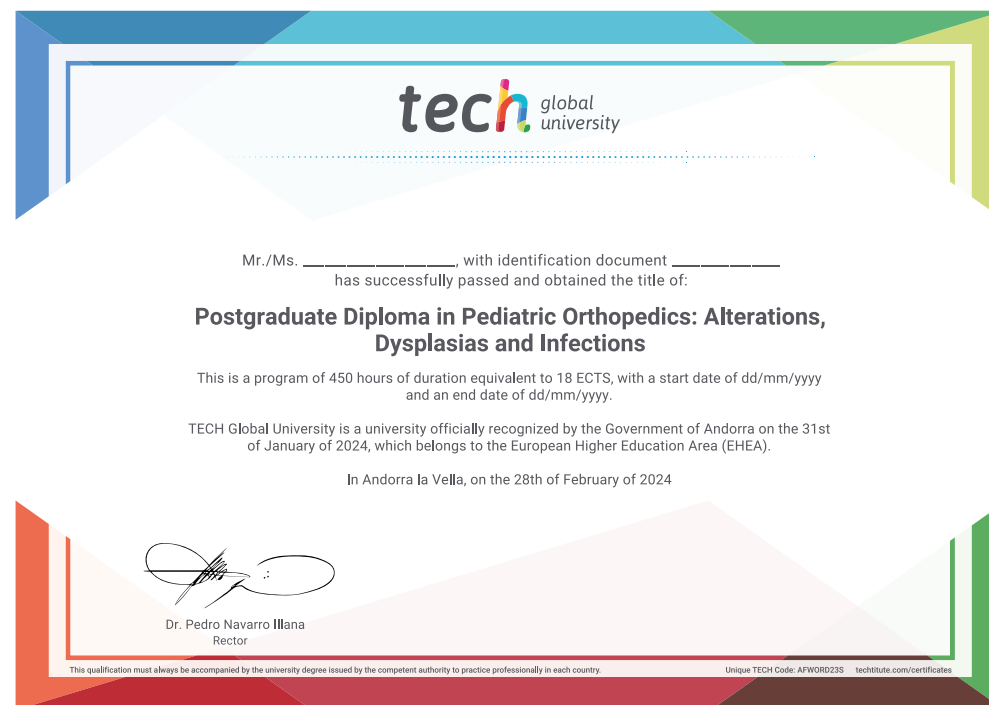 tech global
university
Mr./Ms. ____________________, with identification document ______________
has successfully passed and obtained the title of:
Postgraduate Diploma in Pediatric Orthopedics: Alterations,
Dysplasias and Infections
This is a program of 450 hours of duration equivalent to 18 ECTS, with a start date of dd/mm/yyyy
and an end date of dd/mm/yyyy.
TECH Global University is a university officially recognized by the Government of Andorra on the 31st
of January of 2024, which belongs to the European Higher Education Area (EHEA).
In Andorra la Vella, on the 28th of February of 2024
Dr. Pedro Navarro Illana
Rector
This qualification must always be accompanied by the university degree issued by the competent authority to practice professionally in each country.
Unique TECH Code: AFWORD23S techtitute.com/certificates